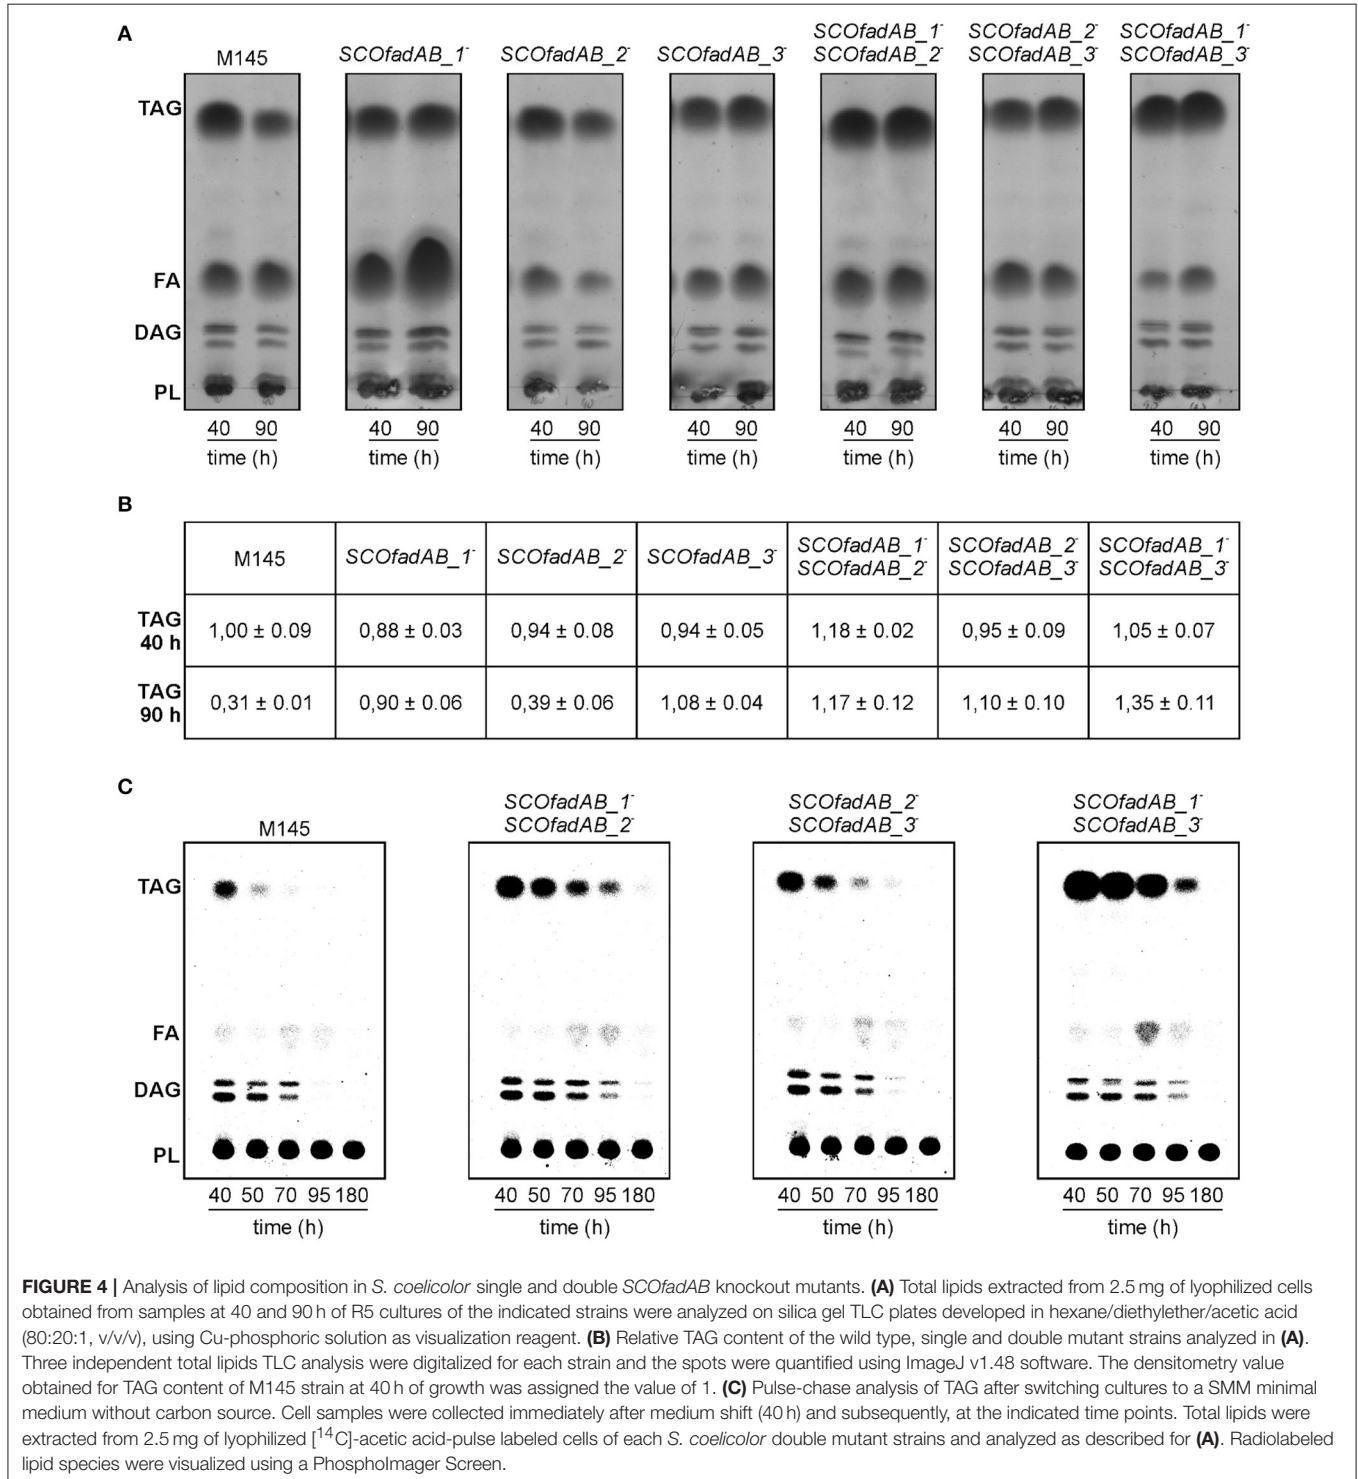 A
SCOfadAB_1⁻ SCOfadAB_2⁻ SCOfadAB_1⁻
M145 SCOfadAB_1⁻ SCOfadAB_2⁻ SCOfadAB_3⁻ SCOfadAB_2⁻ SCOfadAB_3⁻ SCOfadAB_3⁻
TAG
FA
DAG
PL
40 90 40 90 40 90 40 90 40 90 40 90 40 90
time (h) time (h) time (h) time (h) time (h) time (h) time (h)
B
M145 SCOfadAB_1⁻ SCOfadAB_2⁻ SCOfadAB_3⁻ SCOfadAB_1⁻ SCOfadAB_2⁻ SCOfadAB_1⁻
SCOfadAB_2⁻ SCOfadAB_3⁻ SCOfadAB_3⁻
TAG
40 h 1,00 ± 0.09 0,88 ± 0.03 0,94 ± 0.08 0,94 ± 0.05 1,18 ± 0.02 0,95 ± 0.09 1,05 ± 0.07
TAG
90 h 0,31 ± 0.01 0,90 ± 0.06 0,39 ± 0.06 1,08 ± 0.04 1,17 ± 0.12 1,10 ± 0.10 1,35 ± 0.11
C
SCOfadAB_1⁻ SCOfadAB_2⁻ SCOfadAB_1⁻
M145 SCOfadAB_2⁻ SCOfadAB_3⁻ SCOfadAB_3⁻
TAG
FA
DAG
PL
40 50 70 95 180 40 50 70 95 180 40 50 70 95 180 40 50 70 95 180
time (h) time (h) time (h) time (h)
FIGURE 4 | Analysis of lipid composition in S. coelicolor single and double SCOfadAB knockout mutants. (A) Total lipids extracted from 2.5 mg of lyophilized cells
obtained from samples at 40 and 90 h of R5 cultures of the indicated strains were analyzed on silica gel TLC plates developed in hexane/diethylether/acetic acid
(80:20:1, v/v/v), using Cu-phosphoric solution as visualization reagent. (B) Relative TAG content of the wild type, single and double mutant strains analyzed in (A).
Three independent total lipids TLC analysis were digitalized for each strain and the spots were quantified using ImageJ v1.48 software. The densitometry value
obtained for TAG content of M145 strain at 40 h of growth was assigned the value of 1. (C) Pulse-chase analysis of TAG after switching cultures to a SMM minimal
medium without carbon source. Cell samples were collected immediately after medium shift (40 h) and subsequently, at the indicated time points. Total lipids were
extracted from 2.5 mg of lyophilized [¹⁴C]-acetic acid-pulse labeled cells of each S. coelicolor double mutant strains and analyzed as described for (A). Radiolabeled
lipid species were visualized using a PhosphoImager Screen.